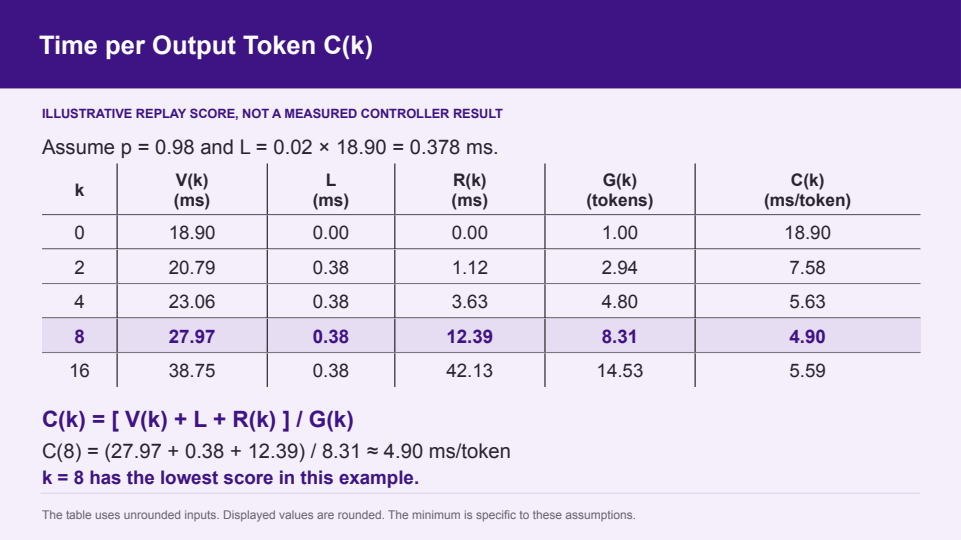 Time per Output Token C(k)
ILLUSTRATIVE REPLAY SCORE, NOT A MEASURED CONTROLLER RESULT
Assume p = 0.98 and L = 0.02 × 18.90 = 0.378 ms.
k V(k) (ms) L (ms) R(k) (ms) G(k) (tokens) C(k) (ms/token)
0 18.90 0.00 0.00 1.00 18.90
2 20.79 0.38 1.12 2.94 7.58
4 23.06 0.38 3.63 4.80 5.63
8 27.97 0.38 12.39 8.31 4.90
16 38.75 0.38 42.13 14.53 5.59
C(k) = [ V(k) + L + R(k) ] / G(k)
C(8) = (27.97 + 0.38 + 12.39) / 8.31 ≈ 4.90 ms/token
k = 8 has the lowest score in this example.
The table uses unrounded inputs. Displayed values are rounded. The minimum is specific to these assumptions.